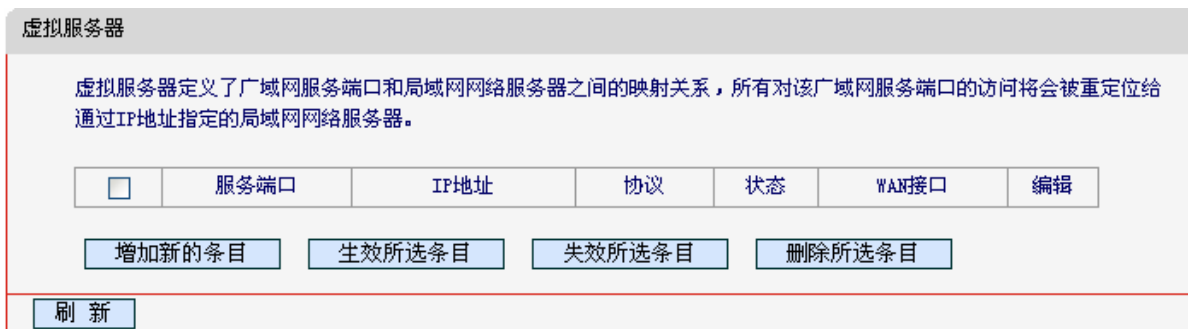 虚拟服务器
虚拟服务器定义了广域网服务端口和局域网网络服务器之间的映射关系，所有对该广域网服务端口的访问将会被重定位给
通过IP地址指定的局域网网络服务器。
服务端口 IP地址 协议 状态 WAN接口 编辑
增加新的条目 生效所选条目 失效所选条目 删除所选条目
刷 新